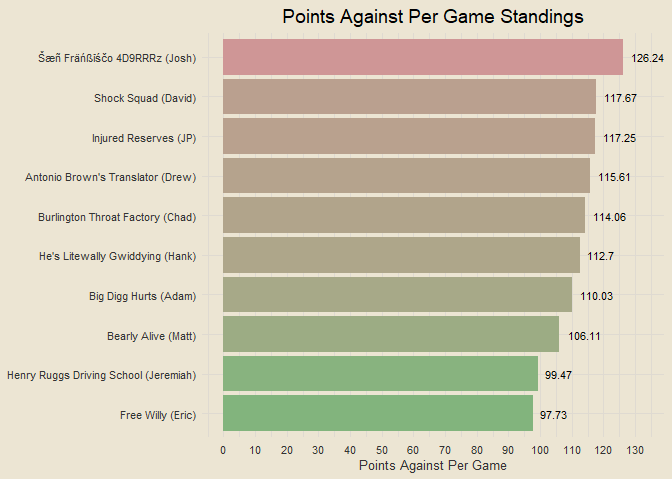 Points Against Per Game Standings
Šæñ Fräńßïščo 4D9RRRz (Josh)
126.24
Shock Squad (David)
117.67
Injured Reserves (JP)
117.25
Antonio Brown's Translator (Drew)
115.61
Burlington Throat Factory (Chad)
114.06
He's Litewally Gwiddying (Hank)
112.7
Big Digg Hurts (Adam)
110.03
Bearly Alive (Matt)
106.11
Henry Ruggs Driving School (Jeremiah)
99.47
Free Willy (Eric)
97.73
0 10 20 30 40 50 60 70 80 90 100 110 120 130
Points Against Per Game